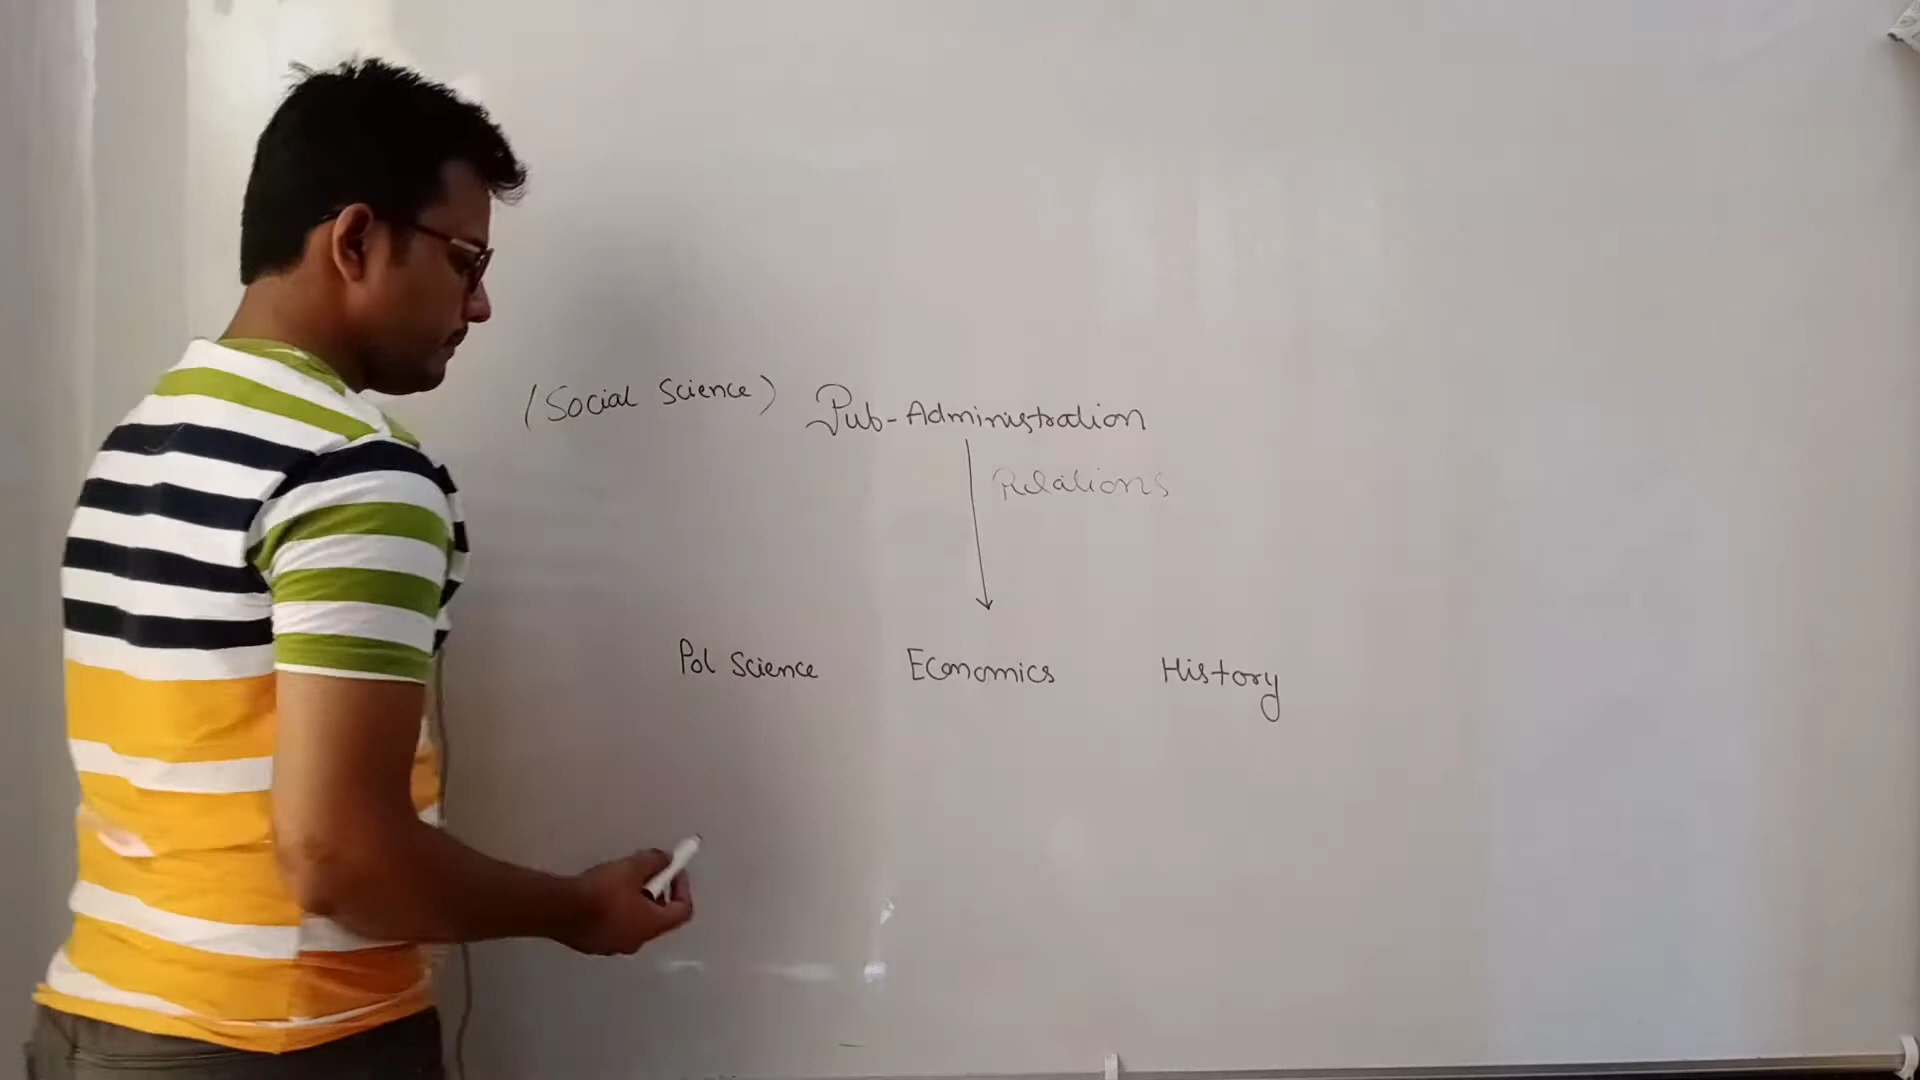 (Social Science) Pub-Administration
Relations
Pol Science Economics History